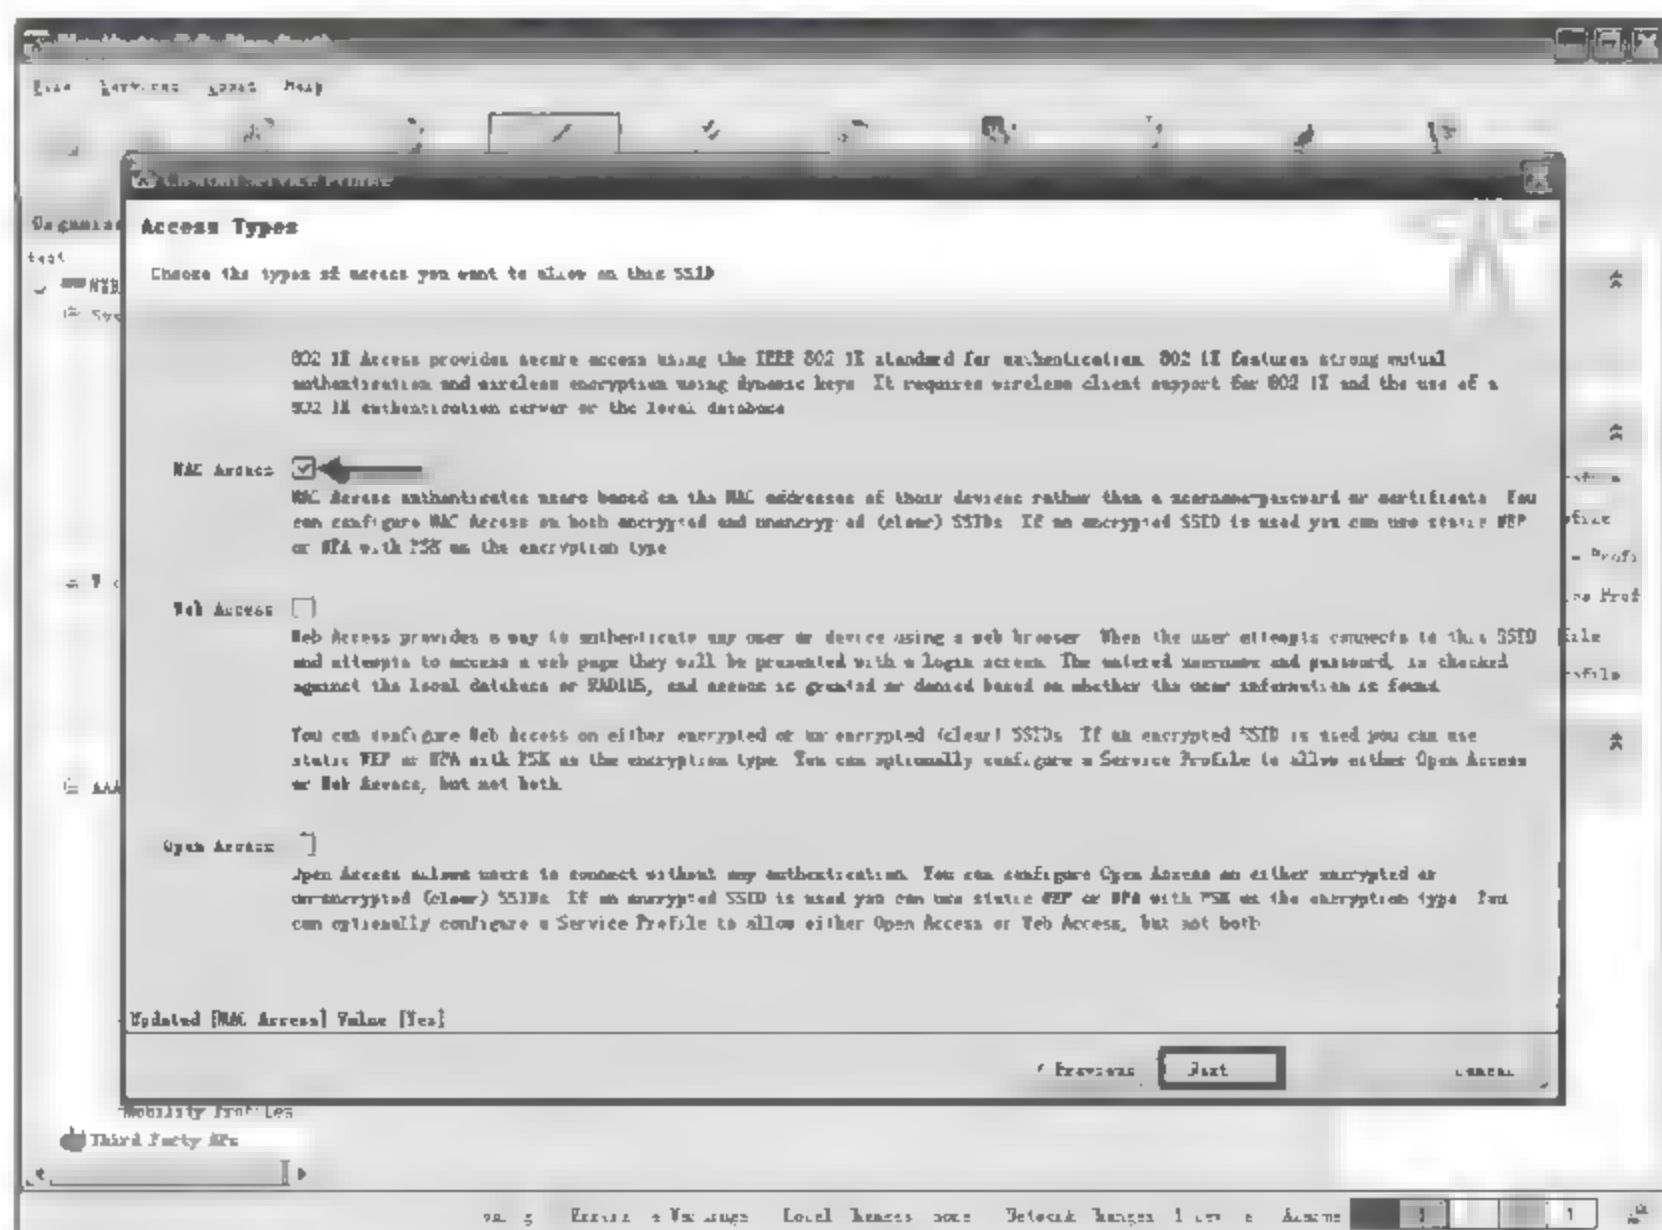 File Services Tools Help
Access Types
Choose the types of access you want to allow on this SSID
802 1X Access provides secure access using the IEEE 802 1X standard for authentication 802 1X features strong mutual
authentication and wireless encryption using dynamic keys It requires wireless client support for 802 1X and the use of a
802 1X authentication server or the local database
MAC Access
MAC Access authenticates users based on the MAC addresses of their devices rather than a username-password or certificate You
can configure MAC Access on both encrypted and unencrypted (clear) SSIDs If an encrypted SSID is used you can use static WEP
or WPA with PSK as the encryption type
Web Access
Web Access provides a way to authenticate any user or device using a web browser When the user attempts connects to this SSID
and attempts to access a web page they will be presented with a login screen. The entered username and password, is checked
against the local database or RADIUS, and access is granted or denied based on whether the user information is found
You can configure Web Access on either encrypted or unencrypted (clear) SSIDs. If an encrypted SSID is used you can use
static WEP or WPA with PSK as the encryption type. You can optionally configure a Service Profile to allow either Open Access
or Web Access, but not both
Open Access
Open Access allows users to connect without any authentication. You can configure Open Access on either encrypted or
unencrypted (clear) SSIDs. If an encrypted SSID is used you can use static WEP or WPA with PSK as the encryption type You
can optionally configure a Service Profile to allow either Open Access or Web Access, but not both
Updated [MAC Access] Value [Yes]
Previous Next Cancel
Mobility Profiles
Third Party APs
Local Changes none Network Changes